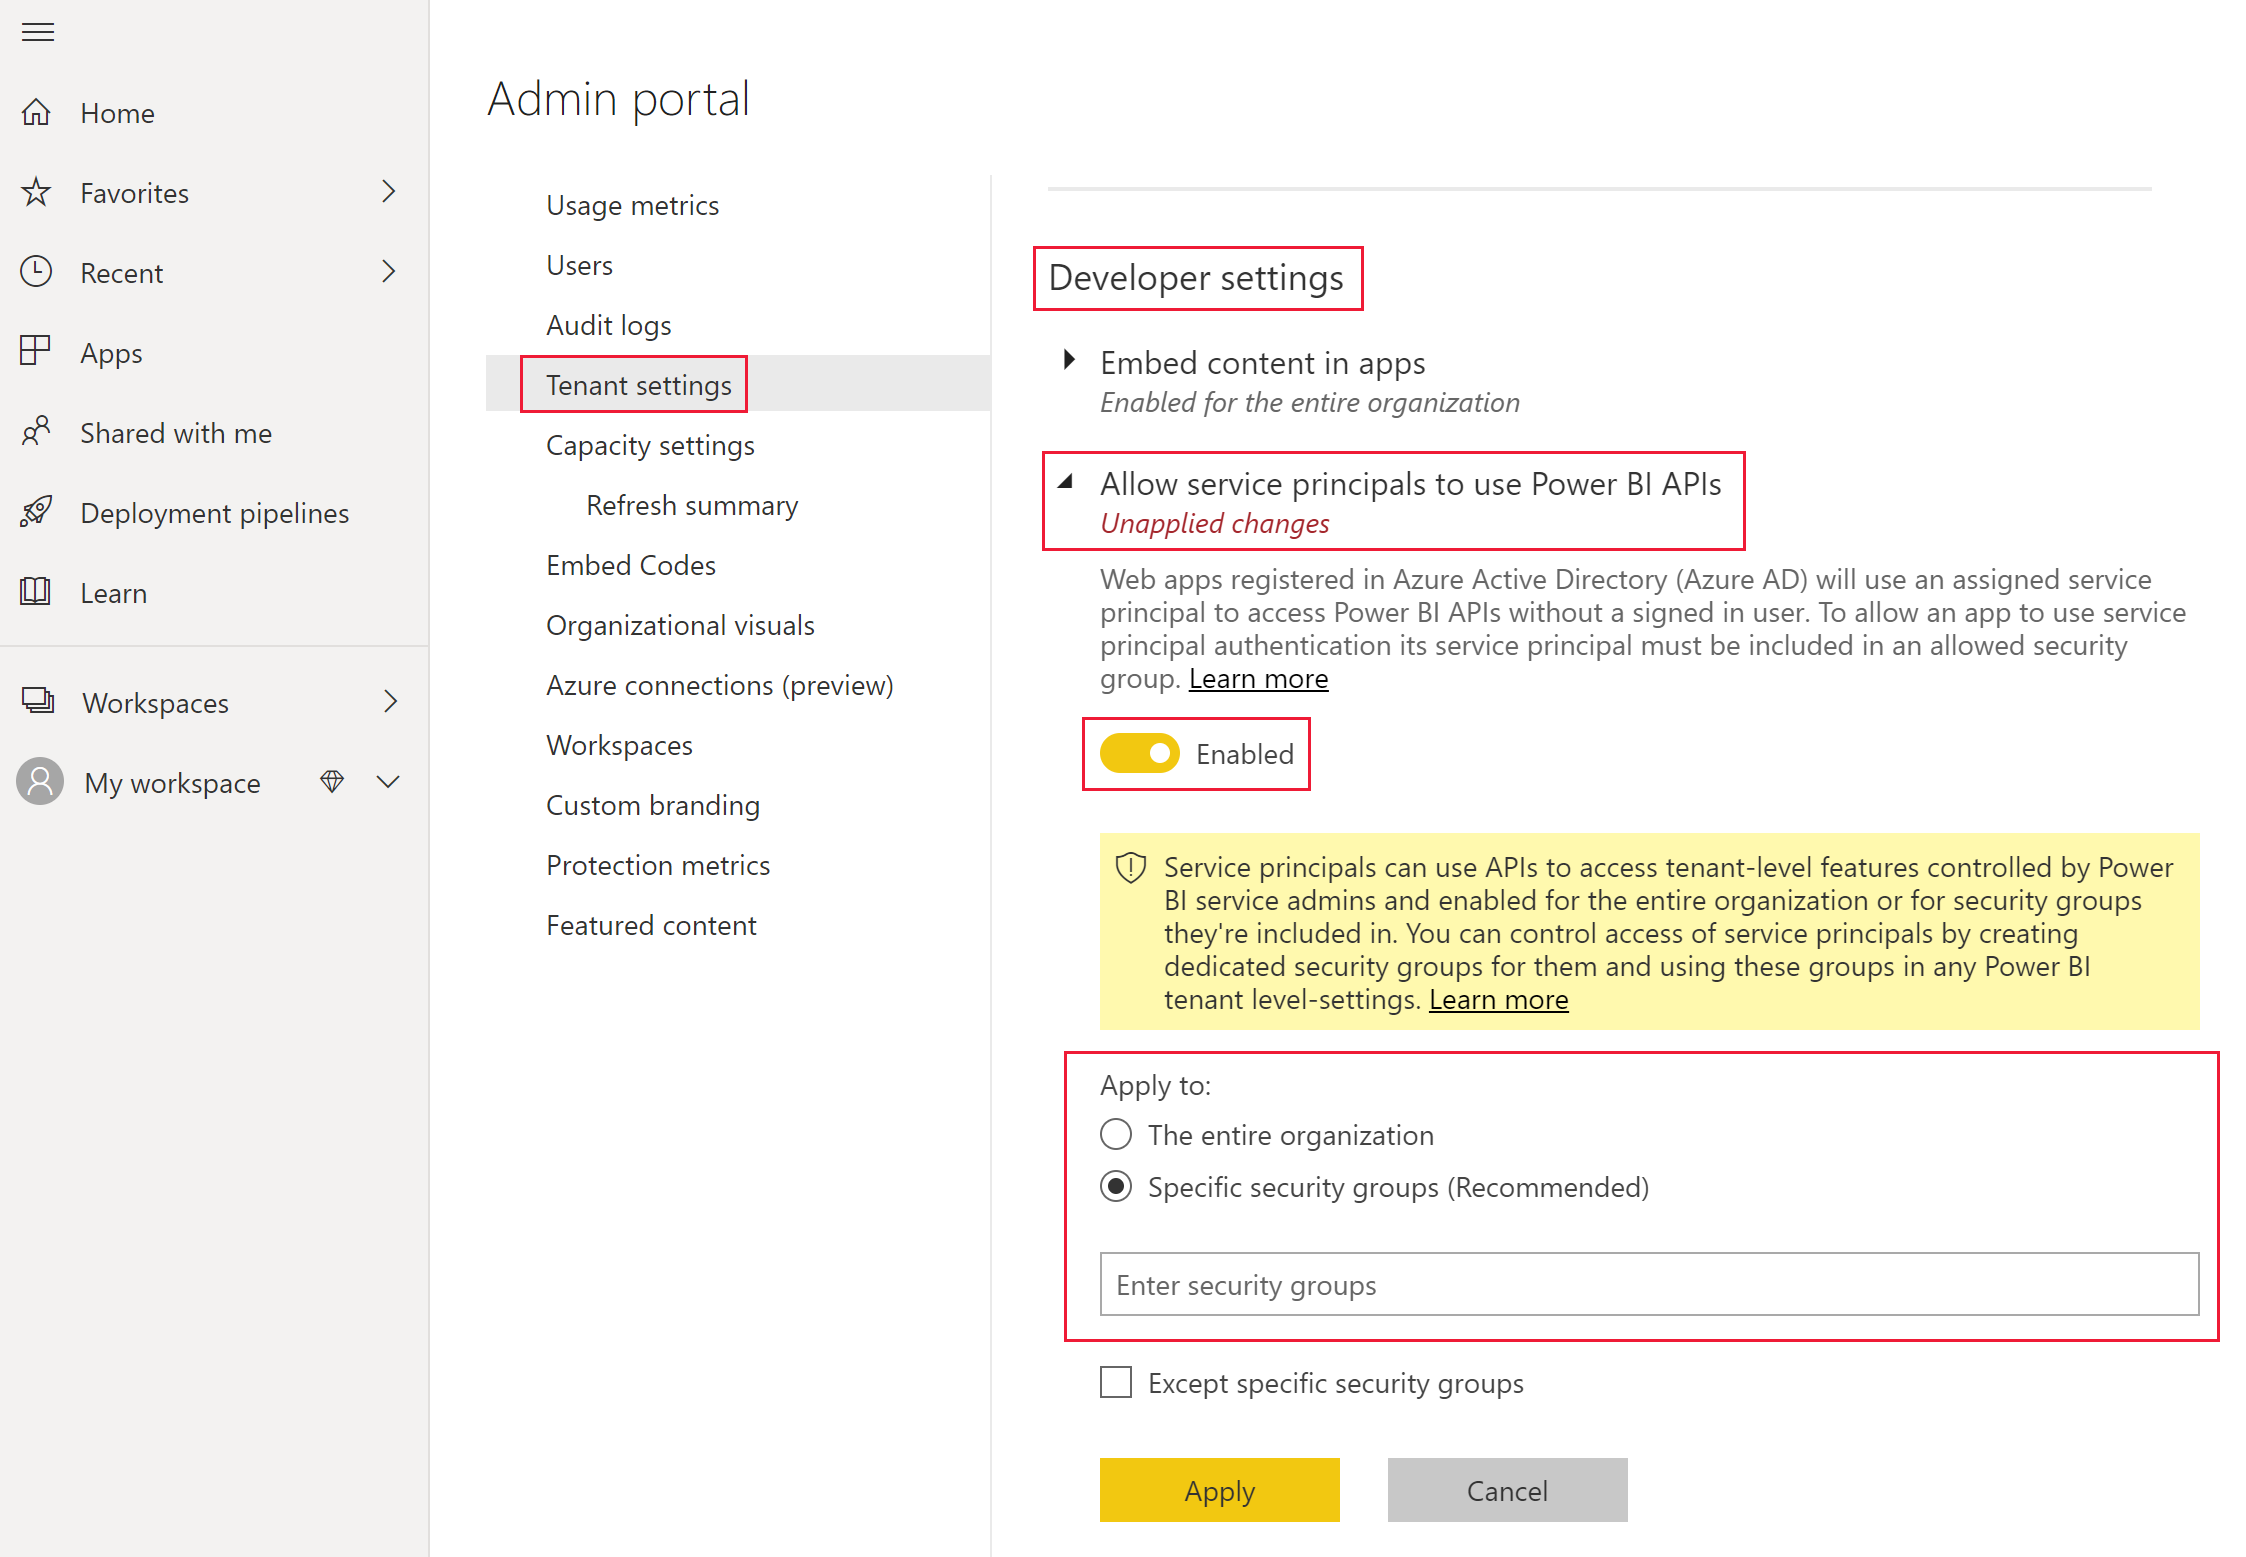 Home
Favorites
Recent
Apps
Shared with me
Deployment pipelines
Learn
Workspaces
My workspace
Admin portal
Usage metrics
Users
Audit logs
Tenant settings
Capacity settings
Refresh summary
Embed Codes
Organizational visuals
Azure connections (preview)
Workspaces
Custom branding
Protection metrics
Featured content
Developer settings
Embed content in apps
Enabled for the entire organization
Allow service principals to use Power BI APIs
Unapplied changes
Web apps registered in Azure Active Directory (Azure AD) will use an assigned service
principal to access Power BI APIs without a signed in user. To allow an app to use service
principal authentication its service principal must be included in an allowed security
group. Learn more
Enabled
Service principals can use APIs to access tenant-level features controlled by Power
BI service admins and enabled for the entire organization or for security groups
they're included in. You can control access of service principals by creating
dedicated security groups for them and using these groups in any Power BI
tenant level-settings. Learn more
Apply to:
The entire organization
Specific security groups (Recommended)
Enter security groups
Except specific security groups
Apply
Cancel